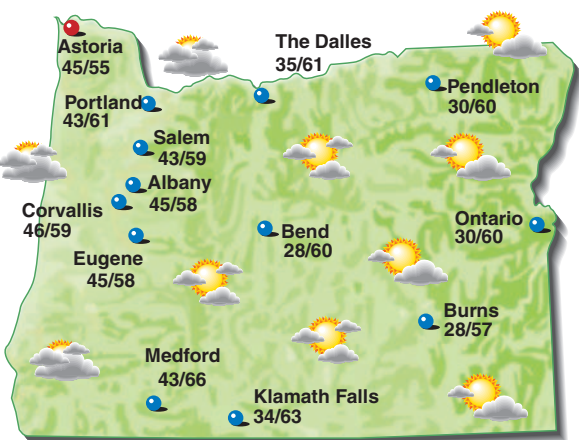 Astoria
45/55
The Dalles
35/61
Pendleton
30/60
Portland
43/61
Salem
43/59
Albany
45/58
Corvallis
46/59
Eugene
45/58
Bend
28/60
Ontario
30/60
Burns
28/57
Medford
43/66
Klamath Falls
34/63